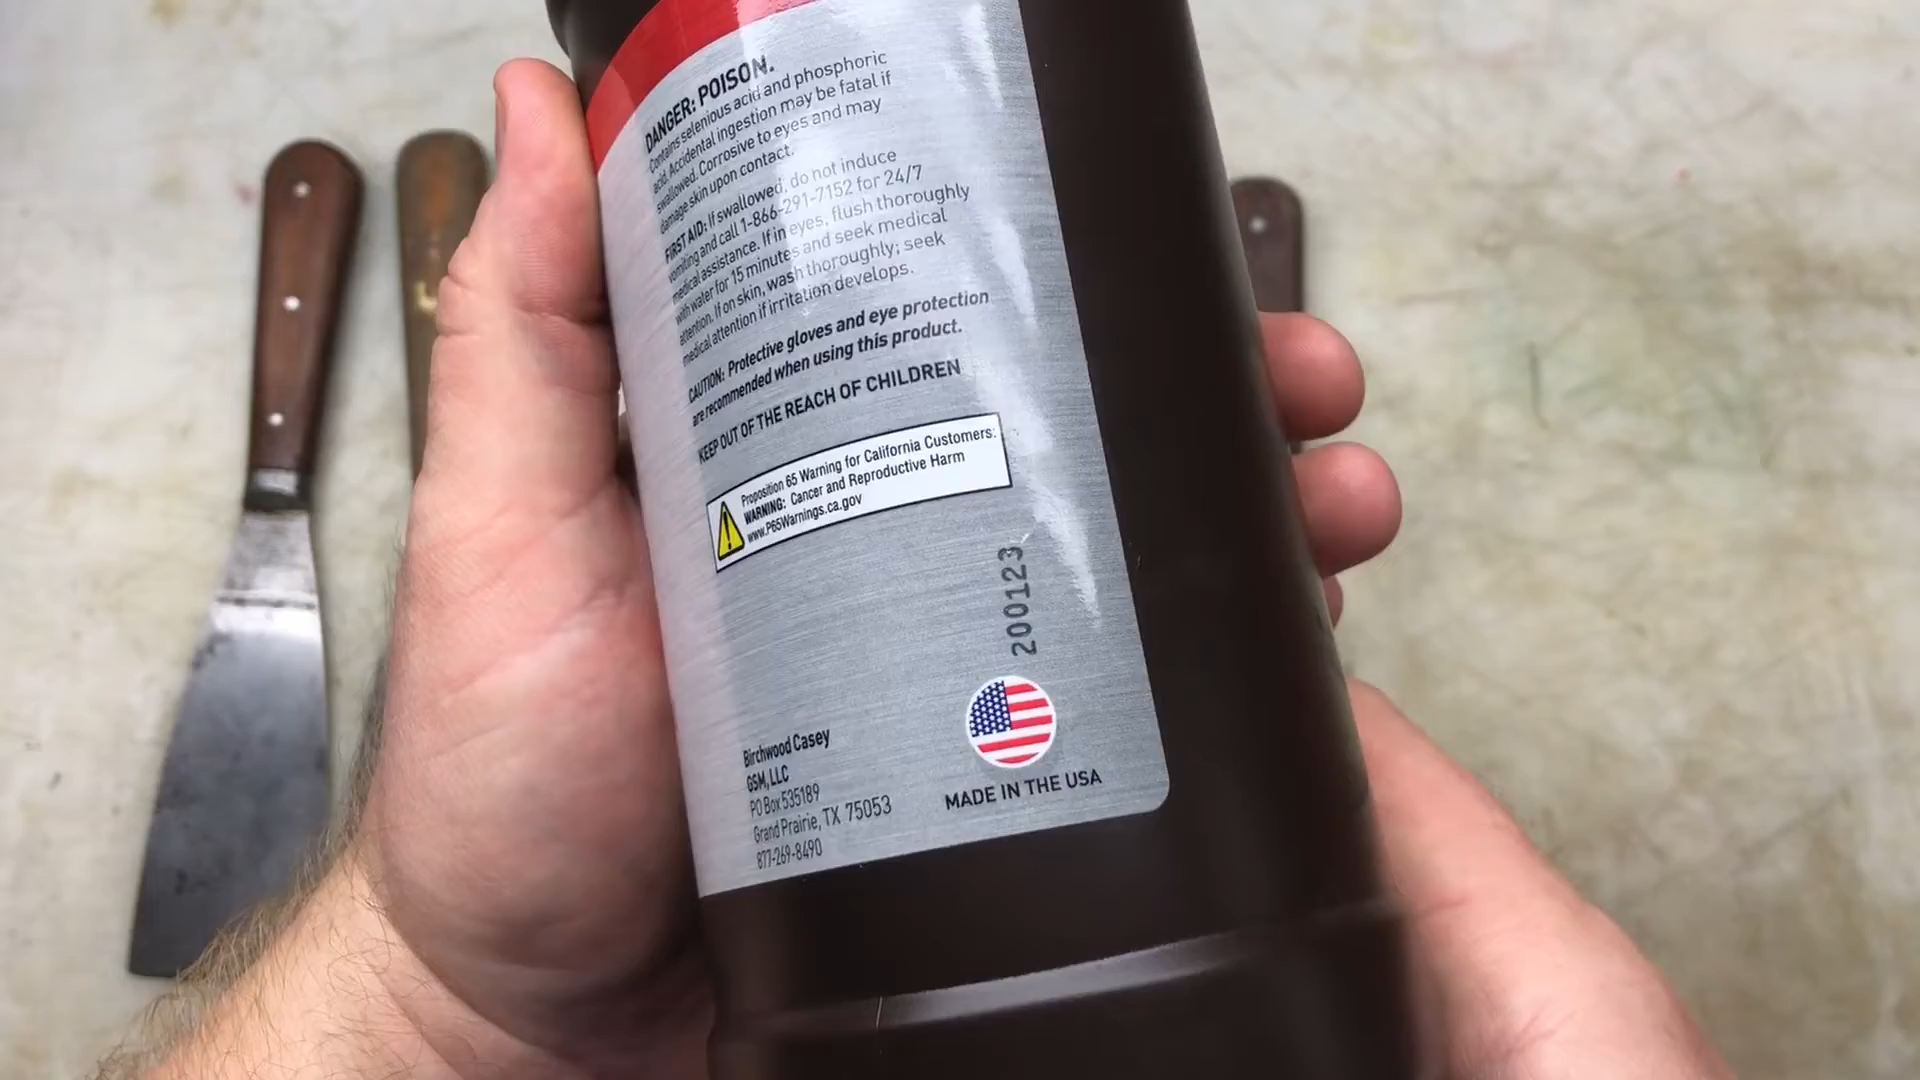 DANGER: POISON.
Contains selenious acid and phosphoric
acid. Accidental ingestion may be fatal if
swallowed. Corrosive to eyes and may
damage skin upon contact.
FIRST AID: If swallowed, do not induce
vomiting and call 1-866-291-7152 for 24/7
medical assistance. If in eyes, flush thoroughly
with water for 15 minutes and seek medical
attention. If on skin, wash thoroughly; seek
medical attention if irritation develops.
CAUTION: Protective gloves and eye protection
are recommended when using this product.
KEEP OUT OF THE REACH OF CHILDREN
Proposition 65 Warning for California Customers:
WARNING: Cancer and Reproductive Harm
www.P65Warnings.ca.gov
200123
Birchwood Casey
GSM, LLC
PO Box 535189
Grand Prairie, TX 75053
877-269-8490
MADE IN THE USA